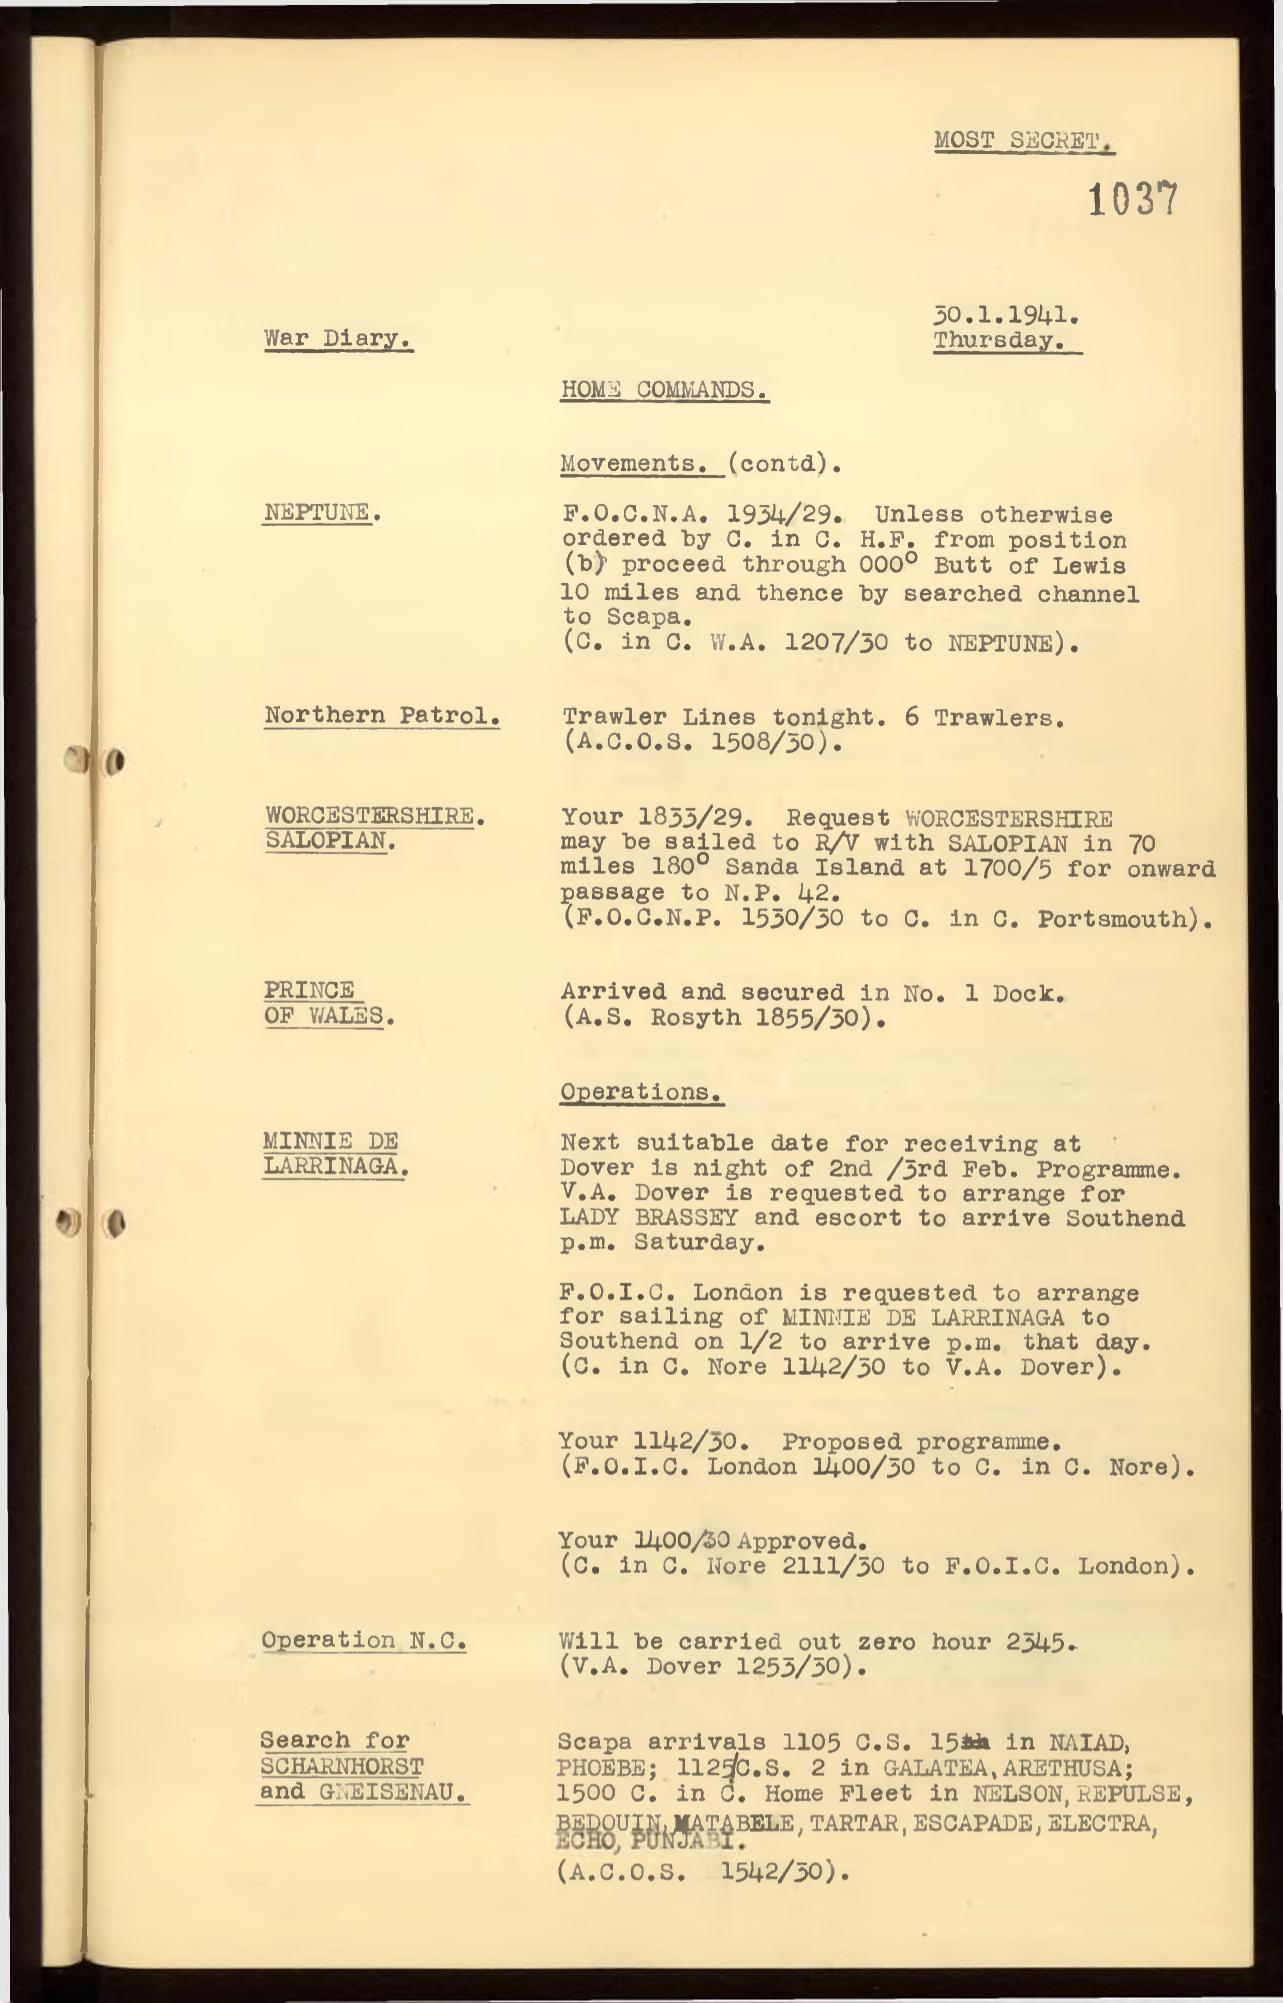 MOST SECRET.
1037
30.1.1941.
War Diary.
Thursday.
HOME COMMANDS.
Movements. (contd).
NEPTUNE.
F.O.C.N.A. 1934/29. Unless otherwise
ordered by C. in C. H.F. from position
(b) proceed through 000° Butt of Lewis
10 miles and thence by searched channel
to Scapa.
(C. in C. W.A. 1207/30 to NEPTUNE).
Northern Patrol.
Trawler Lines tonight. 6 Trawlers.
(A.C.O.S. 1508/30).
WORCESTERSHIRE.
SALOPIAN.
Your 1833/29. Request WORCESTERSHIRE
may be sailed to R/V with SALOPIAN in 70
miles 180° Sanda Island at 1700/5 for onward
passage to N.P. 42.
(F.O.C.N.P. 1530/30 to C. in C. Portsmouth).
PRINCE
OF WALES.
Arrived and secured in No. 1 Dock.
(A.S. Rosyth 1855/30).
Operations.
MINNIE DE
LARRINAGA.
Next suitable date for receiving at
Dover is night of 2nd /3rd Feb. Programme.
V.A. Dover is requested to arrange for
LADY BRASSEY and escort to arrive Southend
p.m. Saturday.
F.O.I.C. London is requested to arrange
for sailing of MINNIE DE LARRINAGA to
Southend on 1/2 to arrive p.m. that day.
(C. in C. Nore 1142/30 to V.A. Dover).
Your 1142/30. Proposed programme.
(F.O.I.C. London 1400/30 to C. in C. Nore).
Your 1400/30 Approved.
(C. in C. Nore 2111/30 to F.O.I.C. London).
Operation N.C.
Will be carried out zero hour 2345.
(V.A. Dover 1253/30).
Search for
SCHARNHORST
and GNEISENAU.
Scapa arrivals 1105 C.S. 15 in NAIAD,
PHOEBE; 1125/C.S. 2 in GALATEA, ARETHUSA;
1500 C. in C. Home Fleet in NELSON, REPULSE,
BEDOUIN, MATABELE, TARTAR, ESCAPADE, ELECTRA,
ECHO, PUNJABI.
(A.C.O.S. 1542/30).